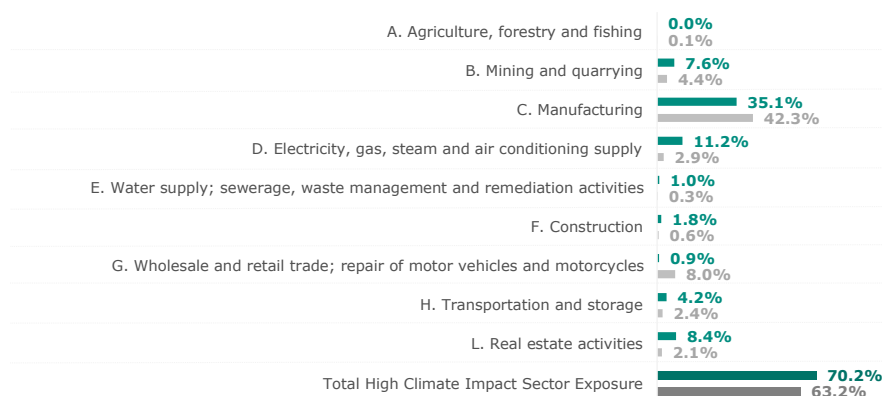 A. Agriculture, forestry and fishing 0.0%
0.1%
B. Mining and quarrying 7.6%
4.4%
C. Manufacturing 35.1%
42.3%
D. Electricity, gas, steam and air conditioning supply 11.2%
2.9%
E. Water supply; sewerage, waste management and remediation activities 1.0%
0.3%
F. Construction 1.8%
0.6%
G. Wholesale and retail trade; repair of motor vehicles and motorcycles 0.9%
8.0%
H. Transportation and storage 4.2%
2.4%
L. Real estate activities 8.4%
2.1%
Total High Climate Impact Sector Exposure 70.2%
63.2%